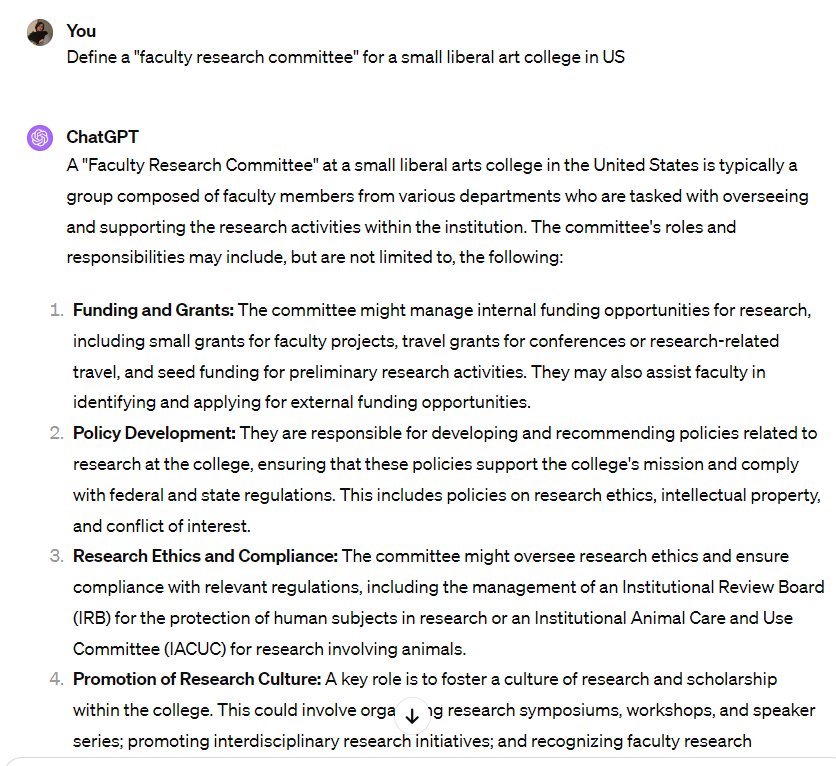 You
Define a "faculty research committee" for a small liberal art college in US
ChatGPT
A "Faculty Research Committee" at a small liberal arts college in the United States is typically a
group composed of faculty members from various departments who are tasked with overseeing
and supporting the research activities within the institution. The committee's roles and
responsibilities may include, but are not limited to, the following:
1. Funding and Grants: The committee might manage internal funding opportunities for research,
including small grants for faculty projects, travel grants for conferences or research-related
travel, and seed funding for preliminary research activities. They may also assist faculty in
identifying and applying for external funding opportunities.
2. Policy Development: They are responsible for developing and recommending policies related to
research at the college, ensuring that these policies support the college's mission and comply
with federal and state regulations. This includes policies on research ethics, intellectual property,
and conflict of interest.
3. Research Ethics and Compliance: The committee might oversee research ethics and ensure
compliance with relevant regulations, including the management of an Institutional Review Board
(IRB) for the protection of human subjects in research or an Institutional Animal Care and Use
Committee (IACUC) for research involving animals.
4. Promotion of Research Culture: A key role is to foster a culture of research and scholarship
within the college. This could involve research symposiums, workshops, and speaker
series; promoting interdisciplinary research initiatives; and recognizing faculty research